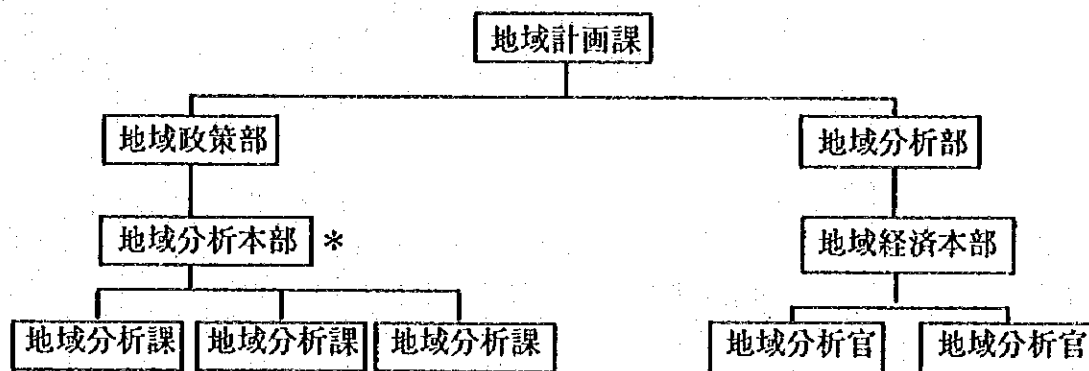 地域計画課
地域政策部 地域分析部
地域分析本部 * 地域経済本部
地域分析課 地域分析課 地域分析課 地域分析官 地域分析官